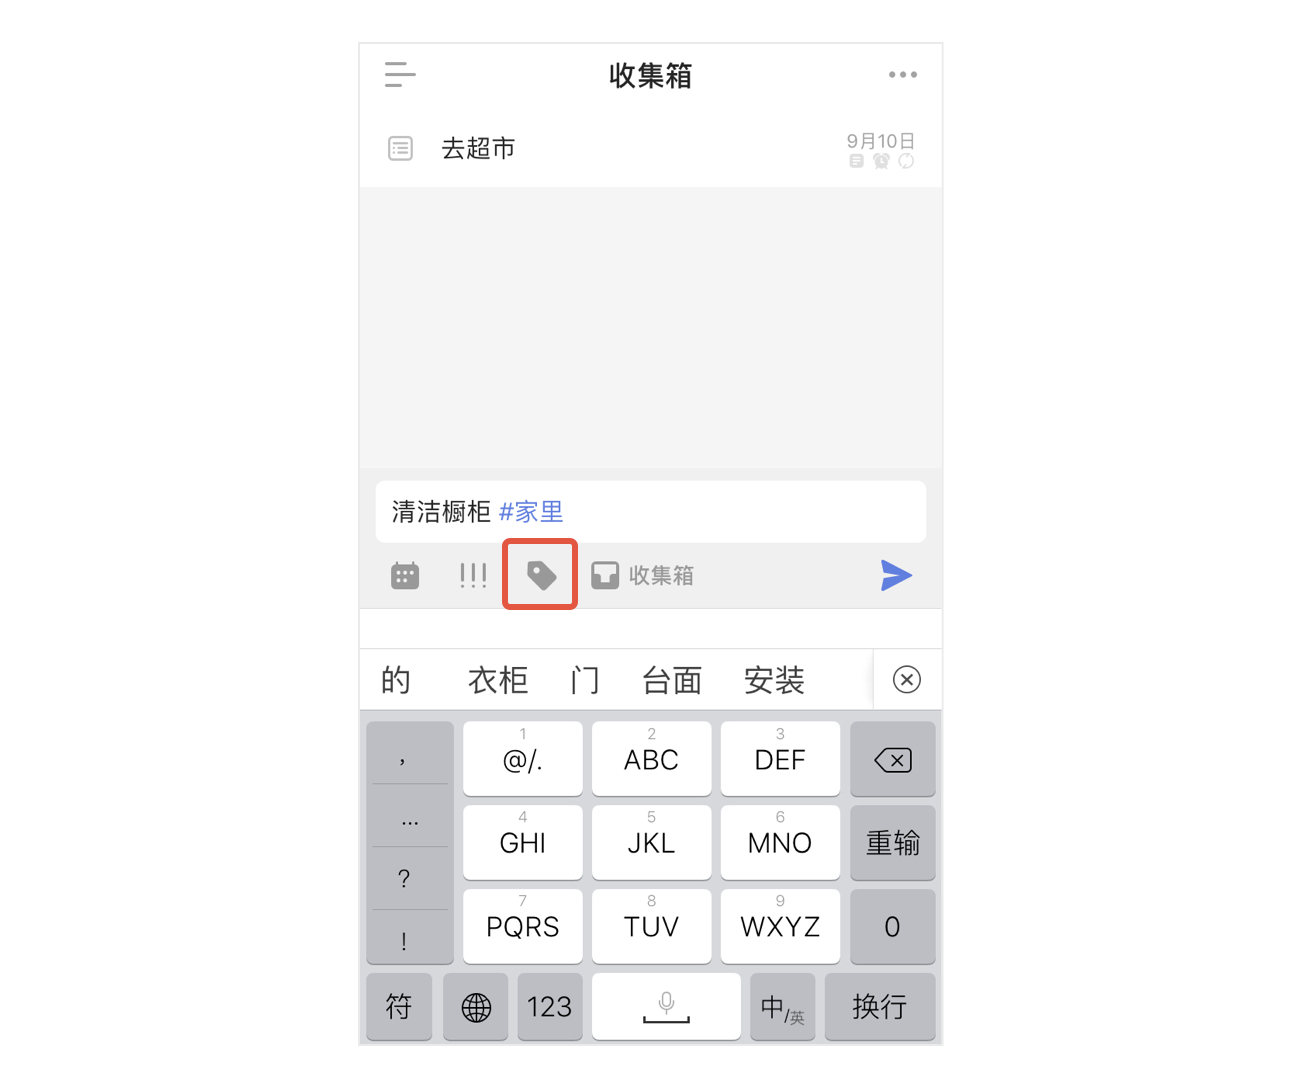 收集箱
去超市
9月10日
清洁橱柜 #家里
!!!
收集箱
的 衣柜 门 台面 安装
,
...
?
!
1
@/.
2
ABC
3
DEF
4
GHI
5
JKL
6
MNO
重输
7
PQRS
8
TUV
9
WXYZ
0
符
123
中/英
换行